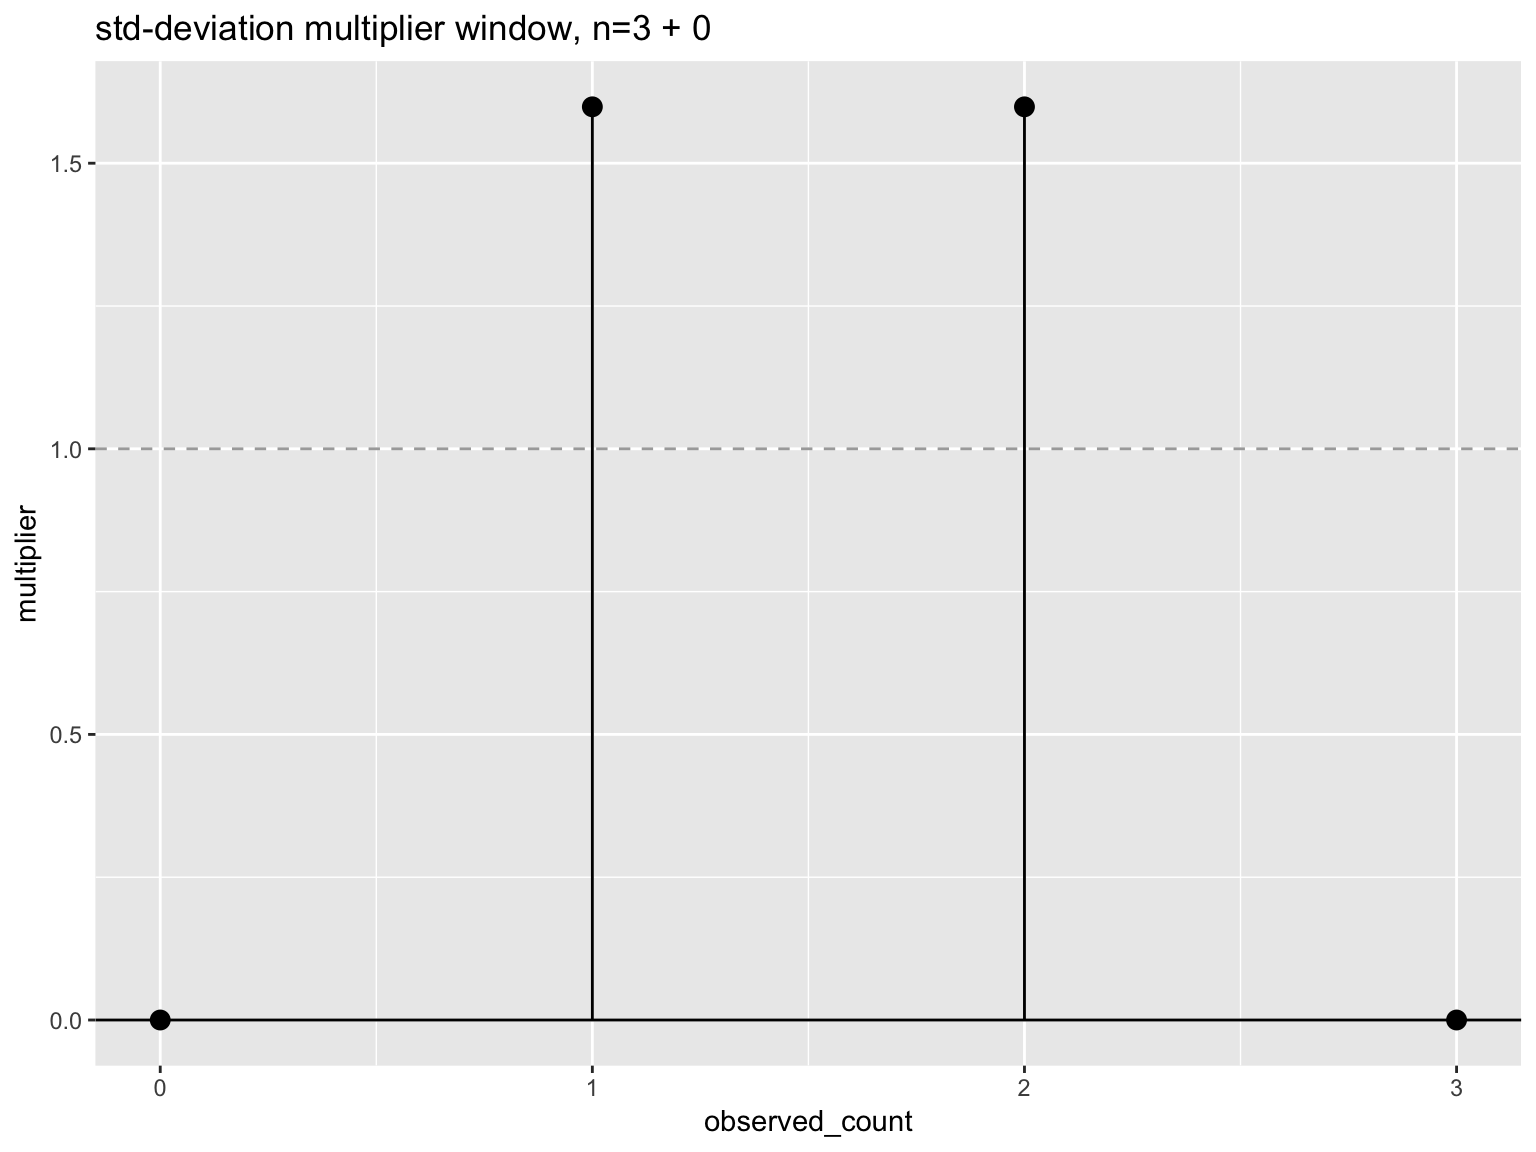 std-deviation multiplier window, n=3 + 0
1.5
1.0
0.5
0.0
multiplier
0 1 2 3
observed_count